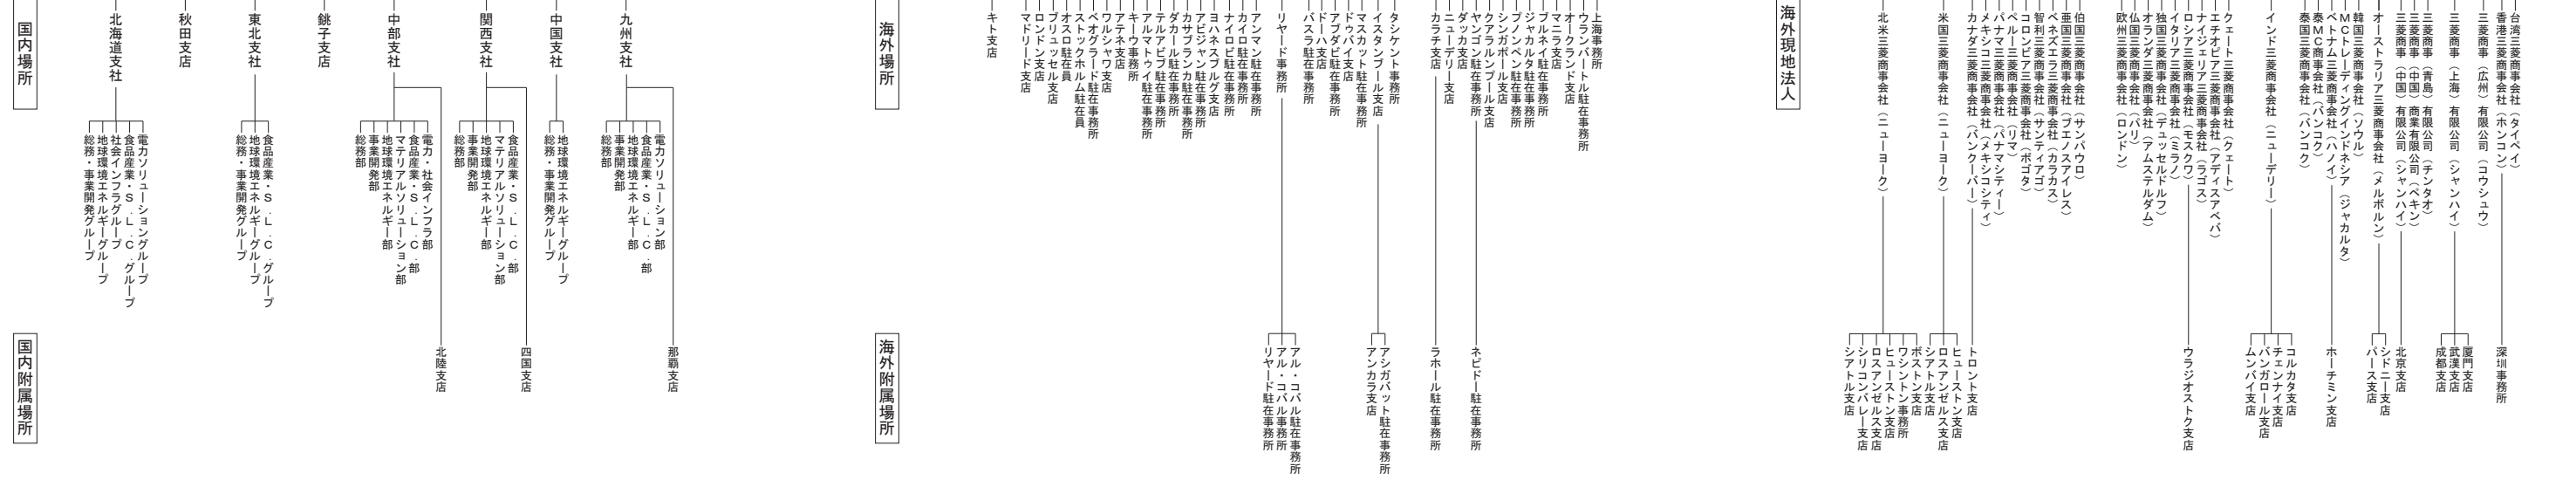 国内場所
北海道支社
電力ソリューショングループ
食品産業・S.L.C.グループ
社会インフラグループ
地球環境エネルギーグループ
総務・事業開発グループ
秋田支店
東北支社
食品産業・S.L.C.グループ
地球環境エネルギーグループ
総務・事業開発グループ
銚子支店
中部支社
電力・社会インフラ部
食品産業・S.L.C.部
マテリアルソリューション部
地球環境エネルギー部
事業開発部
総務部
関西支社
食品産業・S.L.C.部
マテリアルソリューション部
地球環境エネルギー部
事業開発部
総務部
中国支社
地球環境エネルギーグループ
総務・事業開発グループ
九州支社
電力ソリューション部
食品産業・S.L.C.部
地球環境エネルギー部
事業開発部
総務部
国内附属場所
北陸支店
四国支店
那覇支店
海外場所
キト支店
マドリード支店
ロンドン支店
ブリュッセル支店
オスロ駐在員
ストックホルム駐在員
ベオグラード駐在事務所
ワルシャワ支店
アテネ支店
キーウ事務所
アルマトゥイ駐在事務所
テルアビブ駐在事務所
ダカール駐在事務所
カサブランカ駐在事務所
アビジャン駐在事務所
ヨハネスブルグ支店
ナイロビ駐在事務所
カイロ駐在事務所
アンマン駐在事務所
リヤード事務所
バスラ駐在事務所
ドーハ支店
アブダビ駐在事務所
ドゥバイ支店
マスカット駐在事務所
イスタンブール支店
タシケント事務所
カラチ支店
ニューデリー支店
ダッカ支店
ヤンゴン駐在事務所
クアラルンプール支店
シンガポール支店
プノンペン駐在事務所
ジャカルタ駐在事務所
ブルネイ駐在事務所
マニラ支店
オークランド支店
ウランバートル駐在事務所
上海事務所
海外附属場所
リヤード駐在事務所
アル・コバル事務所
アル・コバル駐在事務所
アンカラ支店
アシガバット駐在事務所
ラホール駐在事務所
ネピドー駐在事務所
海外現地法人
北米三菱商事会社（ニューヨーク）
米国三菱商事会社（ニューヨーク）
カナダ三菱商事会社（バンクーバー）
メキシコ三菱商事会社（メキシコシティ）
パナマ三菱商事会社（パナマシティー）
ペルー三菱商事会社（リマ）
コロンビア三菱商事会社（ボゴタ）
智利三菱商事会社（サンティアゴ）
ベネズエラ三菱商事会社（カラカス）
亜国三菱商事会社（ブエノスアイレス）
伯国三菱商事会社（サンパウロ）
欧州三菱商事会社（ロンドン）
仏国三菱商事会社（パリ）
オランダ三菱商事会社（アムステルダム）
独国三菱商事会社（デュッセルドルフ）
イタリア三菱商事会社（ミラノ）
ロシア三菱商事会社（モスクワ）
ナイジェリア三菱商事会社（ラゴス）
エチオピア三菱商事会社（アディスアベバ）
クェート三菱商事会社（クェート）
インド三菱商事会社（ニューデリー）
泰国三菱商事会社（バンコク）
泰MC商事会社（バンコク）
ベトナム三菱商事会社（ハノイ）
MCトレーディングインドネシア（ジャカルタ）
韓国三菱商事会社（ソウル）
オーストラリア三菱商事会社（メルボルン）
三菱商事（中国）有限公司（シャンハイ）
三菱商事（中国）商業有限公司（ペキン）
三菱商事（青島）有限公司（チンタオ）
三菱商事（上海）有限公司（シャンハイ）
三菱商事（広州）有限公司（コウシュウ）
香港三菱商事会社（ホンコン）
台湾三菱商事会社（タイペイ）
シアトル支店
シリコンバレー支店
ロスアンゼルス支店
ヒューストン支店
ワシントン事務所
ボストン支店
シアトル支店
ロスアンゼルス支店
ヒューストン支店
トロント支店
ウラジオストク支店
ムンバイ支店
バンガロール支店
チェンナイ支店
コルカタ支店
ホーチミン支店
パース支店
シドニー支店
北京支店
成都支店
武漢支店
厦門支店
深圳事務所